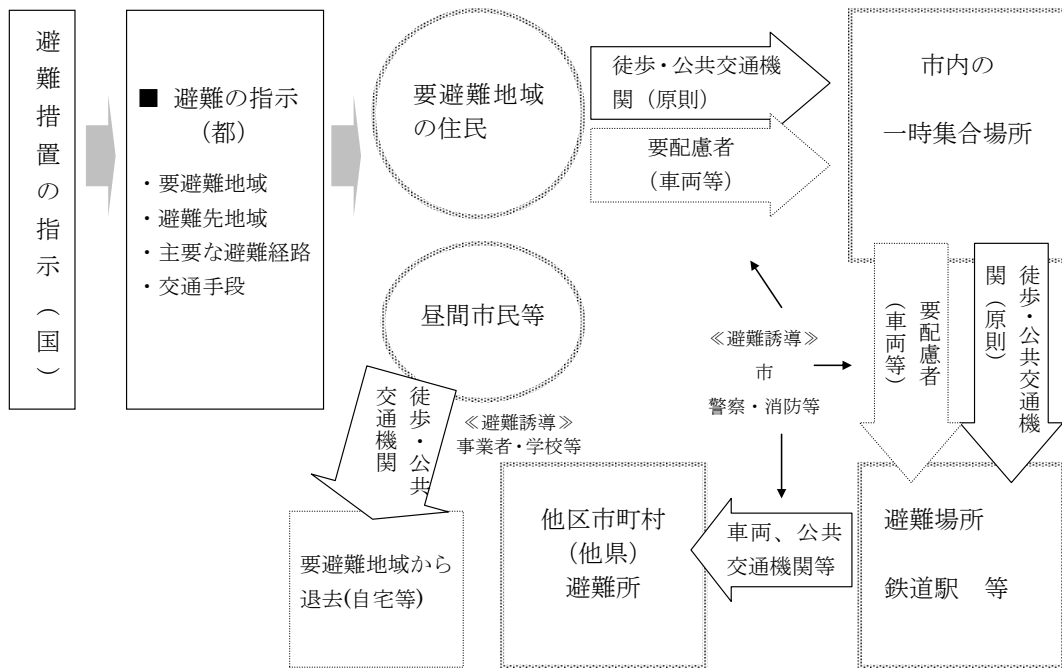 避難措置の指示（国）
■ 避難の指示
（都）
・要避難地域
・避難先地域
・主要な避難経路
・交通手段
要避難地域
の住民
徒歩・公共交通機
関（原則）
要配慮者
（車両等）
市内の
一時集合場所
昼間市民等
徒歩・公共
交通機関
≪避難誘導≫
事業者・学校等
≪避難誘導≫
市
警察・消防等
徒歩・公共交通機
関（原則）
要配慮者
（車両等）
要避難地域から
退去(自宅等)
他区市町村
（他県）
避難所
車両、公共
交通機関等
避難場所
鉄道駅　等